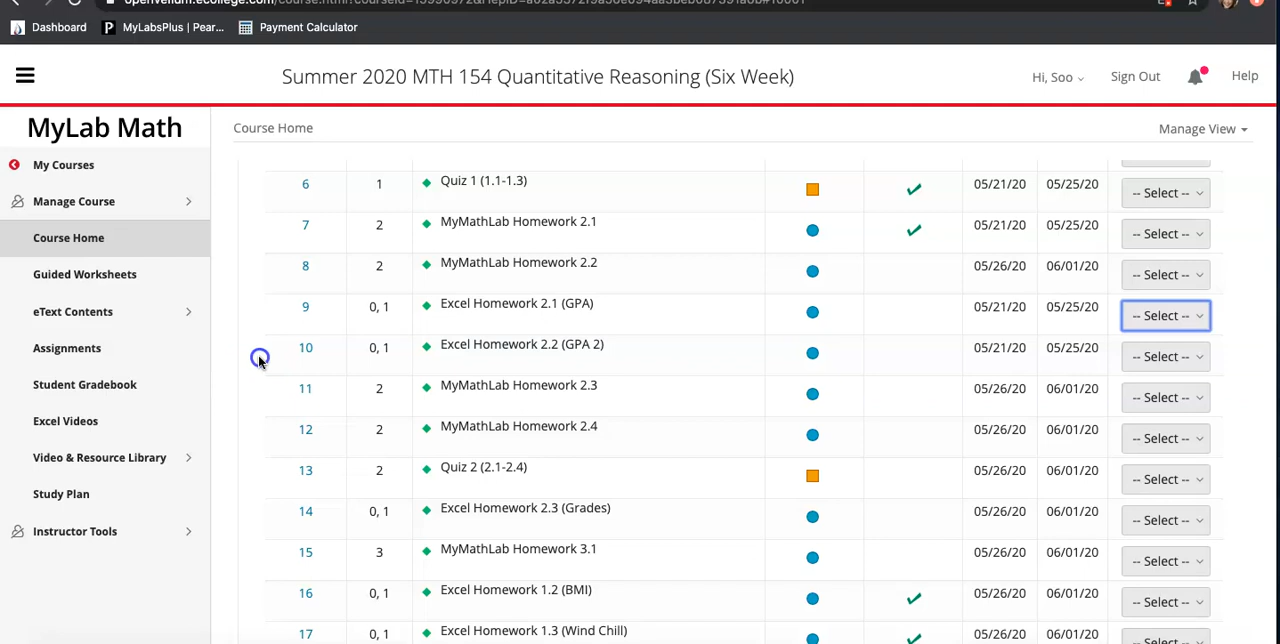 Dashboard MyLabsPlus | Pear... Payment Calculator
Summer 2020 MTH 154 Quantitative Reasoning (Six Week) Hi, Soo Sign Out Help
MyLab Math
Course Home Manage View
My Courses
Manage Course
Course Home
Guided Worksheets
eText Contents
Assignments
Student Gradebook
Excel Videos
Video & Resource Library
Study Plan
Instructor Tools
6 1 Quiz 1 (1.1-1.3) 05/21/20 05/25/20 -- Select --
7 2 MyMathLab Homework 2.1 05/21/20 05/25/20 -- Select --
8 2 MyMathLab Homework 2.2 05/26/20 06/01/20 -- Select --
9 0, 1 Excel Homework 2.1 (GPA) 05/21/20 05/25/20 -- Select --
10 0, 1 Excel Homework 2.2 (GPA 2) 05/21/20 05/25/20 -- Select --
11 2 MyMathLab Homework 2.3 05/26/20 06/01/20 -- Select --
12 2 MyMathLab Homework 2.4 05/26/20 06/01/20 -- Select --
13 2 Quiz 2 (2.1-2.4) 05/26/20 06/01/20 -- Select --
14 0, 1 Excel Homework 2.3 (Grades) 05/26/20 06/01/20 -- Select --
15 3 MyMathLab Homework 3.1 05/26/20 06/01/20 -- Select --
16 0, 1 Excel Homework 1.2 (BMI) 05/26/20 06/01/20 -- Select --
17 0, 1 Excel Homework 1.3 (Wind Chill) 05/26/20 06/01/20 -- Select --